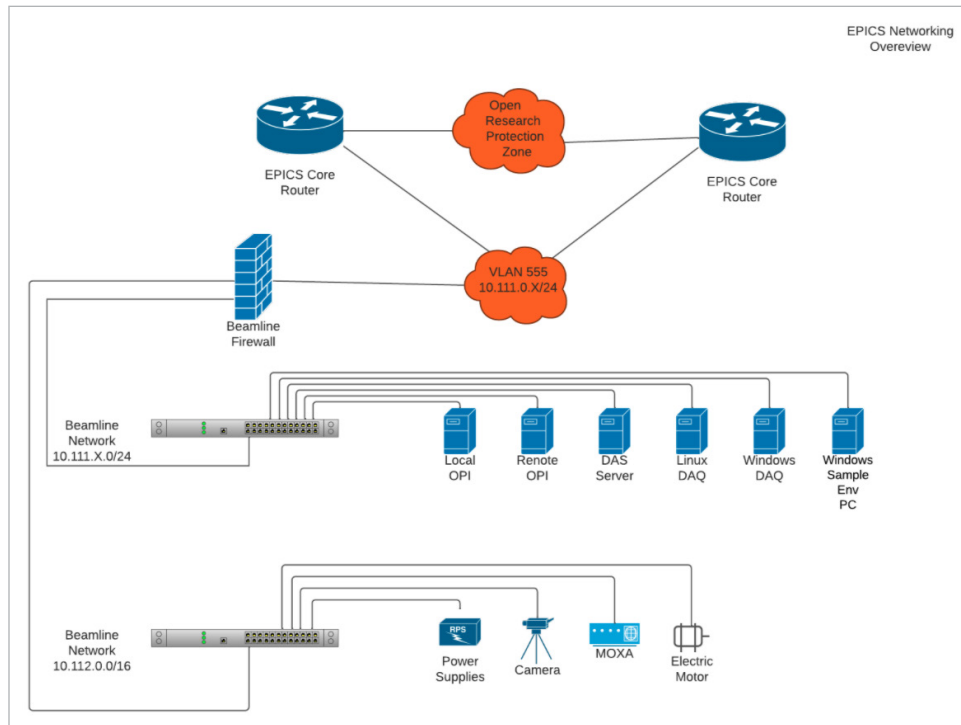 EPICS Networking
Overeview
Open
Research
Protection
Zone
EPICS Core
Router
EPICS Core
Router
VLAN 555
10.111.0.X/24
Beamline
Firewall
Beamline
Network
10.111.X.0/24
Local
OPI
Renote
OPI
DAS
Server
Linux
DAQ
Windows
DAQ
Windows
Sample
Env
PC
Beamline
Network
10.112.0.0/16
RPS
Power
Supplies
Camera
MOXA
Electric
Motor